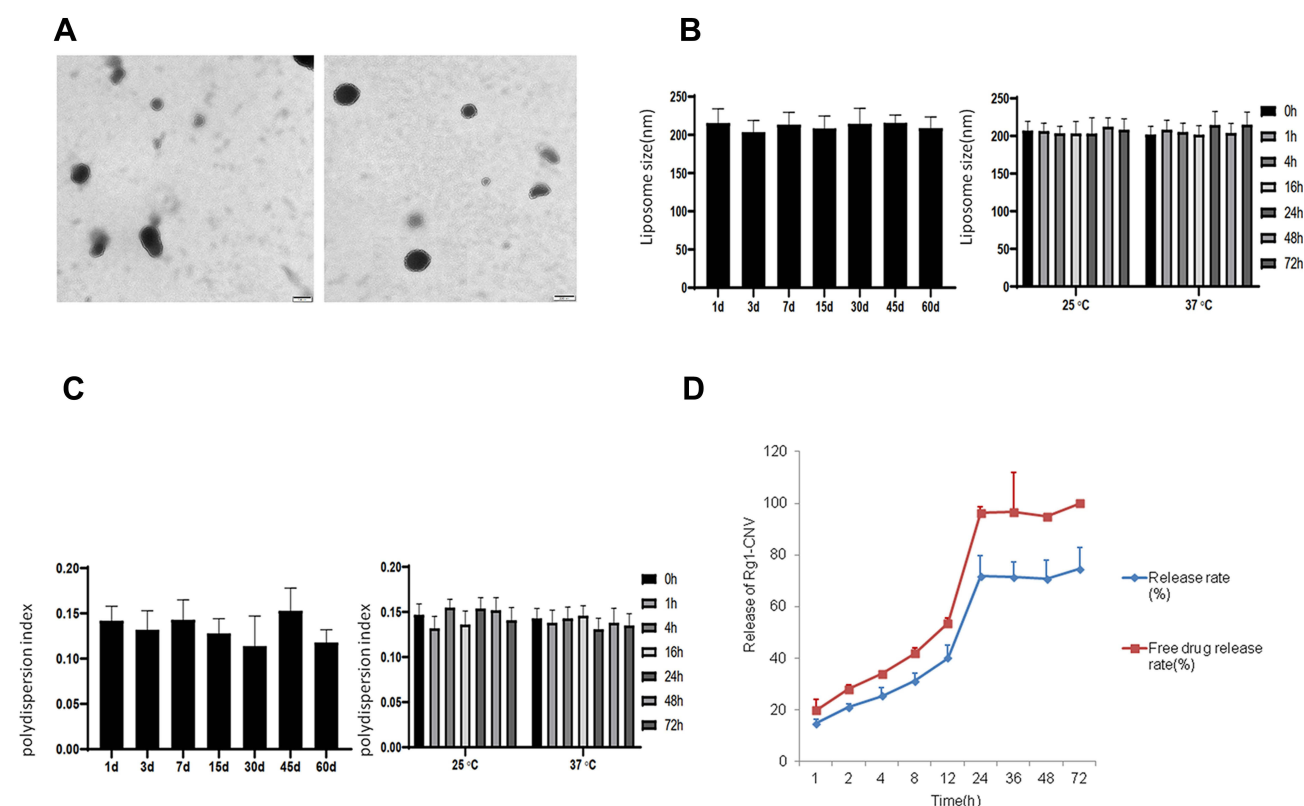 A
B
Liposome size(nm)
250
200
150
100
50
0
1d 3d 7d 15d 30d 45d 60d
Liposome size(nm)
250
200
150
100
50
0
25 °C 37 °C
0h
1h
4h
16h
24h
48h
72h
C
polydispersion index
0.20
0.15
0.10
0.05
0.00
1d 3d 7d 15d 30d 45d 60d
polydispersion index
0.20
0.15
0.10
0.05
0.00
25 °C 37 °C
0h
1h
4h
16h
24h
48h
72h
D
Release of Rg1-CNV
120
100
80
60
40
20
0
1 2 4 8 12 24 36 48 72
Time(h)
Release rate
(%)
Free drug release
rate(%)